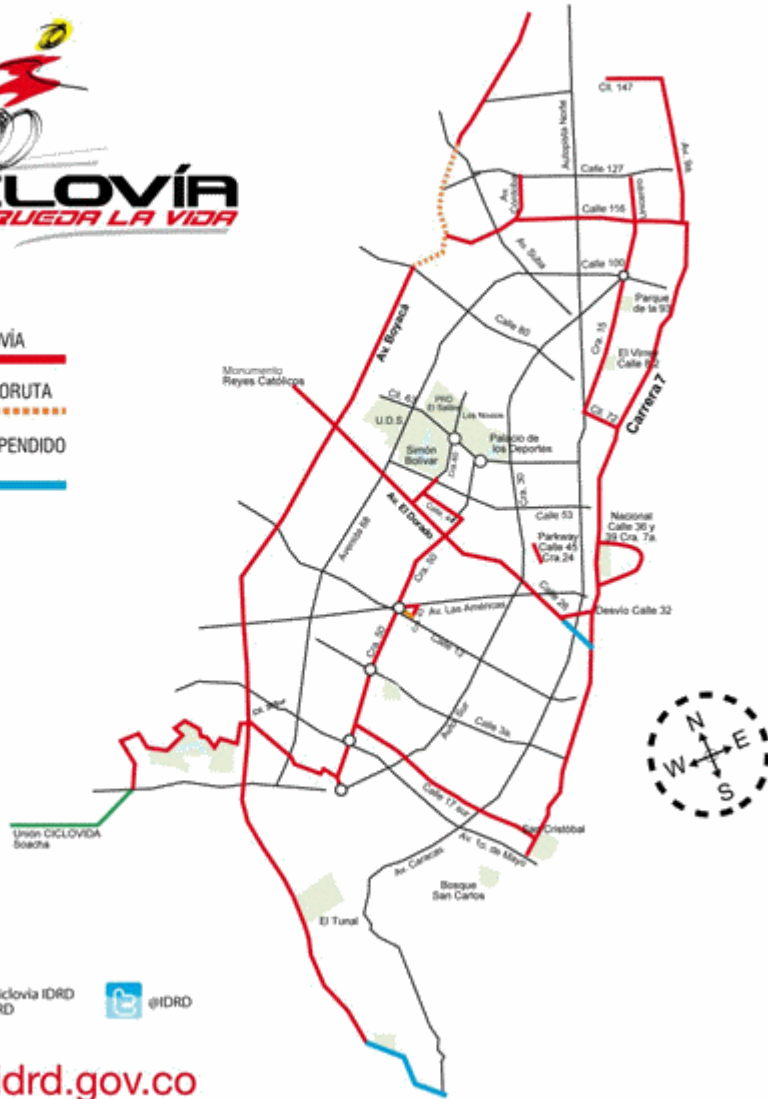 CLOVÍA
QUEDA LA VIDA
VÍA
ORUTA
PENDIDO
Cll. 147
Autopista Norte
Av. 9a.
Calle 127
Av.
Córdoba
Calle 116
Unicentro
Av. Suba
Calle 100
Parque
de la 93
Calle 80
Cra. 15
Av. Boyacá
Monumento
Reyes Católicos
El Virrey
Cll. 72
Carrera 7
Cll. 63
PRD
El Salitre
Los Novios
U.D.S.
Simón
Bolívar
Palacio de
los Deportes
Cra. 30
Av. El Dorado
Calle 44
Calle 53
Nacional
Calle 36 y
39 Cra. 7a.
Parkway
Calle 45
Cra.24
Avenida 68
Cra. 50
Calle 26
Av. Las Américas
Desvío Calle 32
Cra. 50
Calle 13
Calle 3a.
Calle 17 sur
San Cristóbal
Av. 1o. de Mayo
Av. Caracas
Bosque
San Carlos
El Tunal
Unión CICLOVIDA
Soacha
N
E
W
S
iclovia IDRD
RD
@IDRD
idrd.gov.co